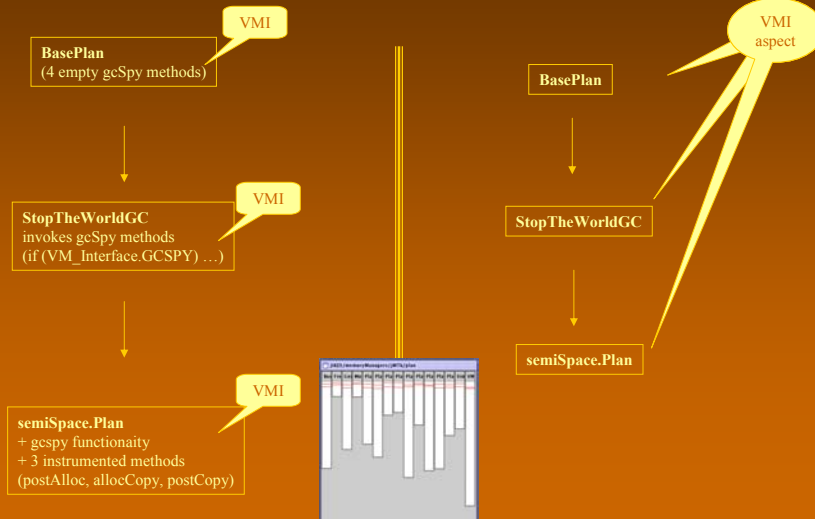 VMI
BasePlan
(4 empty gcSpy methods)
VMI
StopTheWorldGC
invokes gcSpy methods
(if (VM_Interface.GCSPY) …)
VMI
semiSpace.Plan
+ gcspy functionaity
+ 3 instrumented methods
(postAlloc, allocCopy, postCopy)
VMI
aspect
BasePlan
StopTheWorldGC
semiSpace.Plan